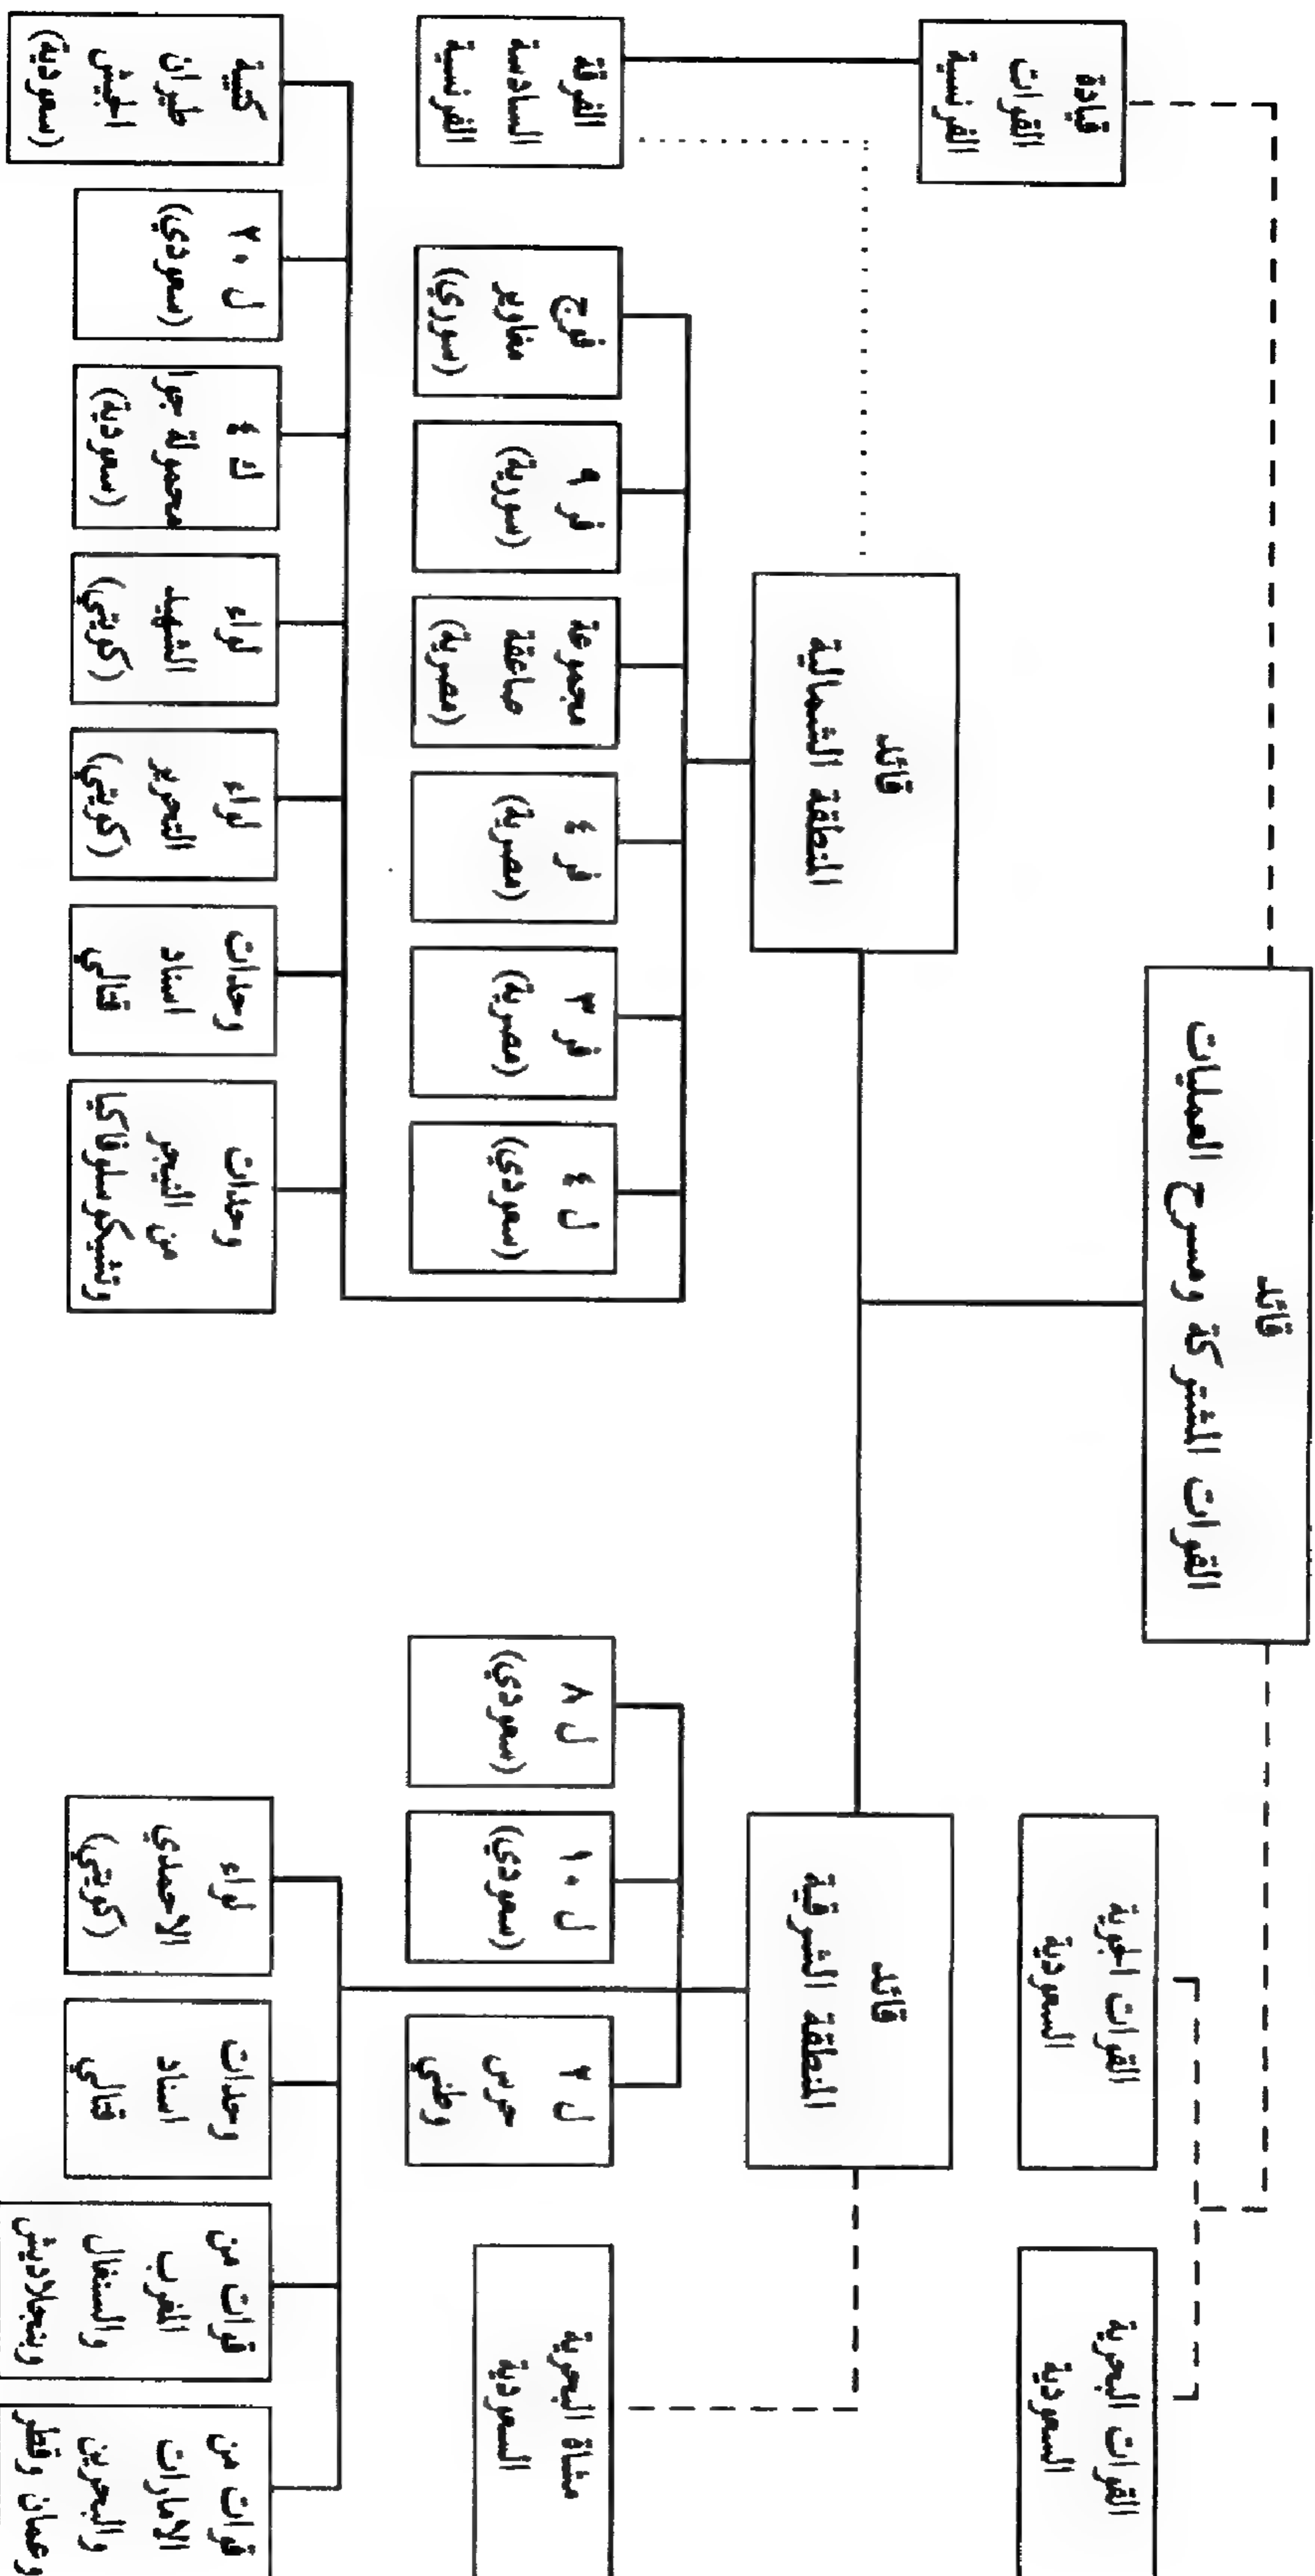 قائد
القوات المشتركة ومسرح العمليات
قيادة
القوات
الفرنسية
القوات الجوية
السعودية
القوات البحرية
السعودية
قائد
المنطقة الشمالية
قائد
المنطقة الشرقية
الفرقة
السادسة
الفرنسية
فوج
مغاوير
(سوري)
فر ٩
(سورية)
مجموعة
صاعقة
(مصرية)
فر ٤
(مصرية)
فر ٣
(مصرية)
ل ٤
(سعودي)
ل ٨
(سعودي)
ل ١٠
(سعودي)
ل ٢
حرس
وطني
مشاة البحرية
السعودية
كتيبة
طيران
الجيش
(سعودية)
ل ٢٠
(سعودي)
ك ٤
محمولة جوا
(سعودية)
لواء
الشهيد
(كويتي)
لواء
التحرير
(كويتي)
وحدات
اسناد
قتالي
وحدات
من النيجر
وتشيكوسلوفاكيا
لواء
الاحمدي
(كويتي)
وحدات
اسناد
قتالي
قوات من
المغرب
والسنغال
وبنجلاديش
قوات من
الامارات
والبحرين
وعمان وقطر